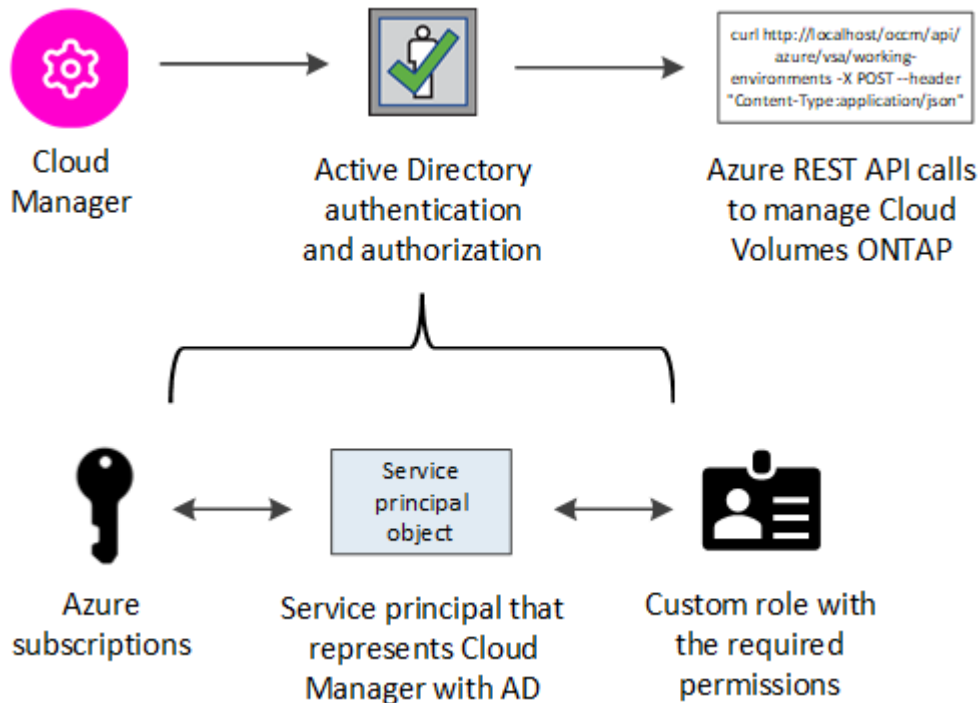 curl http://localhost/occm/api/
azure/vsa/working-
environments -X POST --header
"Content-Type:application/json"
Cloud
Manager
Active Directory
authentication
and authorization
Azure REST API calls
to manage Cloud
Volumes ONTAP
Service
principal
object
Azure
subscriptions
Service principal that
represents Cloud
Manager with AD
Custom role with
the required
permissions